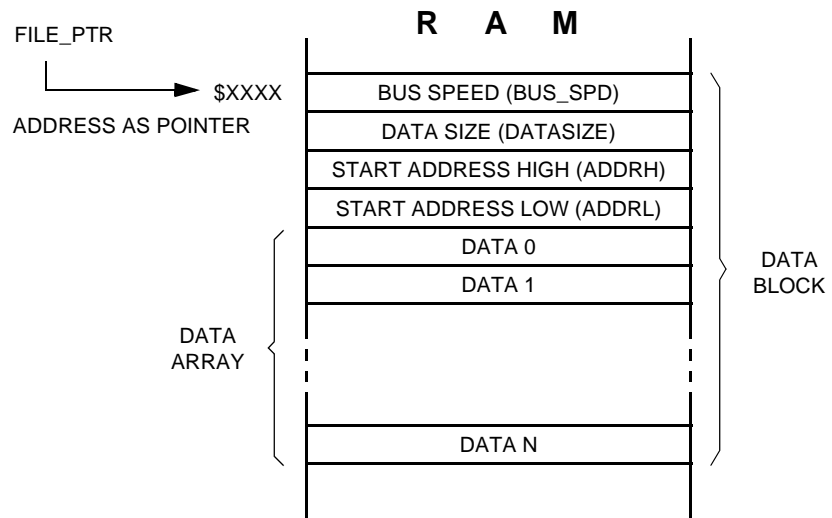 R A M
FILE_PTR
$XXXX
ADDRESS AS POINTER
BUS SPEED (BUS_SPD)
DATA SIZE (DATASIZE)
START ADDRESS HIGH (ADDRH)
START ADDRESS LOW (ADDRL)
DATA 0
DATA 1
DATA N
DATA
ARRAY
DATA
BLOCK